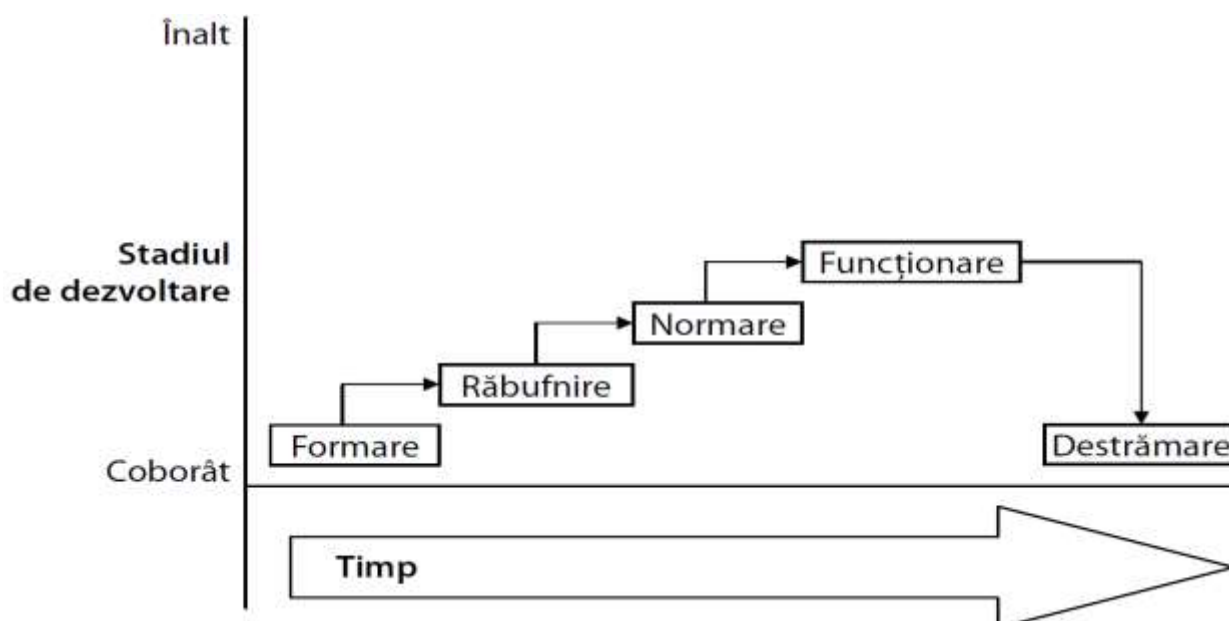 Înalt
Stadiul
de dezvoltare
Funcționare
Normare
Răbufnire
Formare
Destrămare
Coborât
Timp